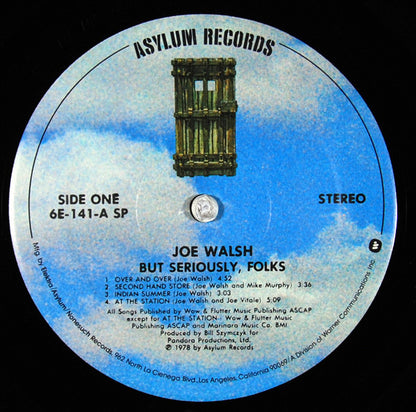 ASYLUM RECORDS
SIDE ONE
6E-141-A SP
STEREO
JOE WALSH
BUT SERIOUSLY, FOLKS
1. OVER AND OVER (Joe Walsh) 4:52
2. SECOND HAND STORE (Joe Walsh and Mike Murphy) 3:36
3. INDIAN SUMMER (Joe Walsh) 3:03
4. AT THE STATION (Joe Walsh and Joe Vitale) 5:09
All Songs Published by Wow & Flutter Music Publishing ASCAP
except for AT THE STATION - Wow & Flutter Music
Publishing ASCAP and Marinara Music Co. BMI.
Produced by Bill Szymczyk for
Pandora Productions, Ltd.
℗ 1978 by Asylum Records
Mfg. by Elektra/Asylum/Nonesuch Records, 962 North La Cienega Blvd., Los Angeles, California 90069/A Division of Warner Communications Inc.